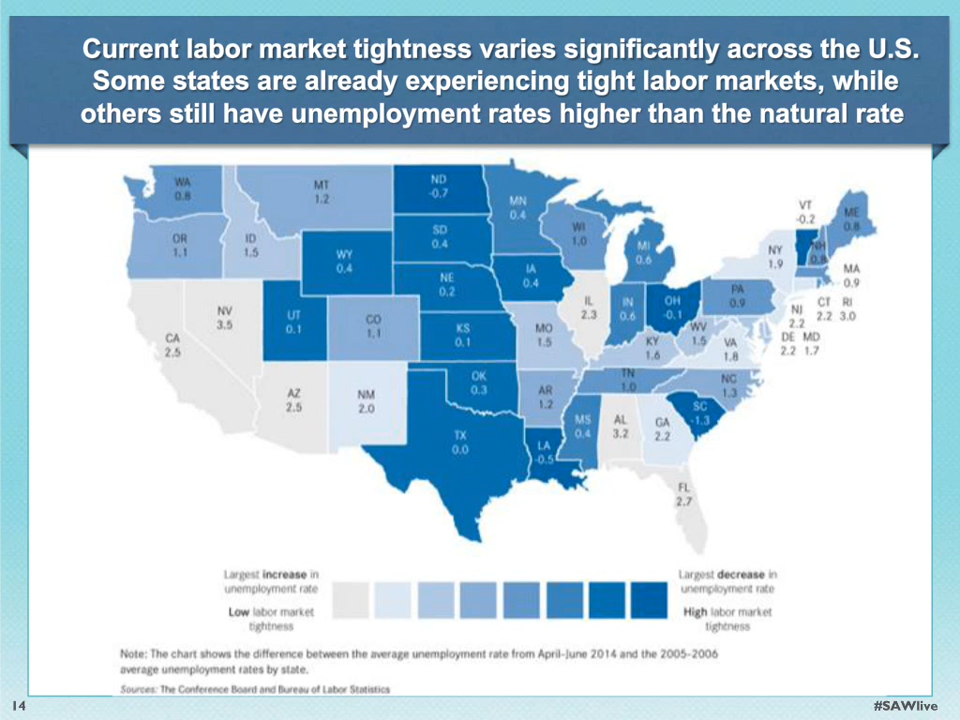 Current labor market tightness varies significantly across the U.S.
Some states are already experiencing tight labor markets, while
others still have unemployment rates higher than the natural rate
WA
0.8
MT
1.2
ND
-0.7
MN
0.4
VT
-0.2
ME
0.8
OR
1.1
ID
1.5
SD
0.4
WI
1.0
MI
0.6
NY
1.9
NH
0.8
WY
0.4
MA
0.9
NE
0.2
IA
0.4
PA
0.9
NV
3.5
UT
0.1
CO
1.1
IL
2.3
IN
0.6
OH
-0.1
NJ
2.2
CT
2.2
RI
3.0
CA
2.5
KS
0.1
MO
1.5
KY
1.6
WV
1.5
VA
1.8
DE
2.2
MD
1.7
AZ
2.5
NM
2.0
OK
0.3
AR
1.2
TN
1.0
NC
1.3
TX
0.0
LA
-0.5
MS
0.4
AL
3.2
GA
2.2
SC
-1.3
FL
2.7
Largest increase in
unemployment rate
Low labor market
tightness
Largest decrease in
unemployment rate
High labor market
tightness
Note: The chart shows the difference between the average unemployment rate from April–June 2014 and the 2005–2006
average unemployment rates by state.
Sources: The Conference Board and Bureau of Labor Statistics
14
#SAWlive